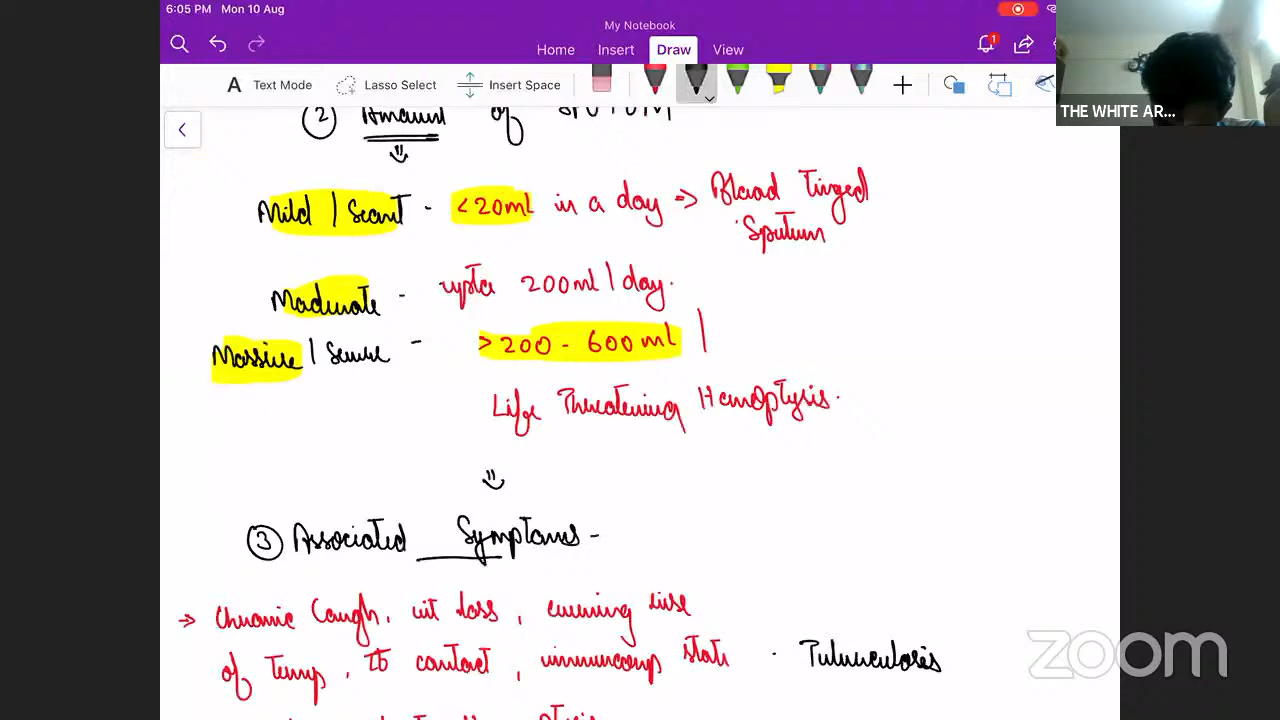 6:05 PM Mon 10 Aug
My Notebook
Home Insert Draw View
1
A Text Mode Lasso Select Insert Space
THE WHITE AR...
② Amount of SPUTUM
Mild / Scant - <20ml in a day => Blood Tinged
Sputum
Moderate - upto 200ml/day.
Massive / Severe - >200 - 600ml /
Life Threatening Hemoptysis.
③ Associated Symptoms -
=> Chronic Cough, wt loss, evening rise
of Temp, Tb contact, immunocomp state - Tuberculosis
zoom